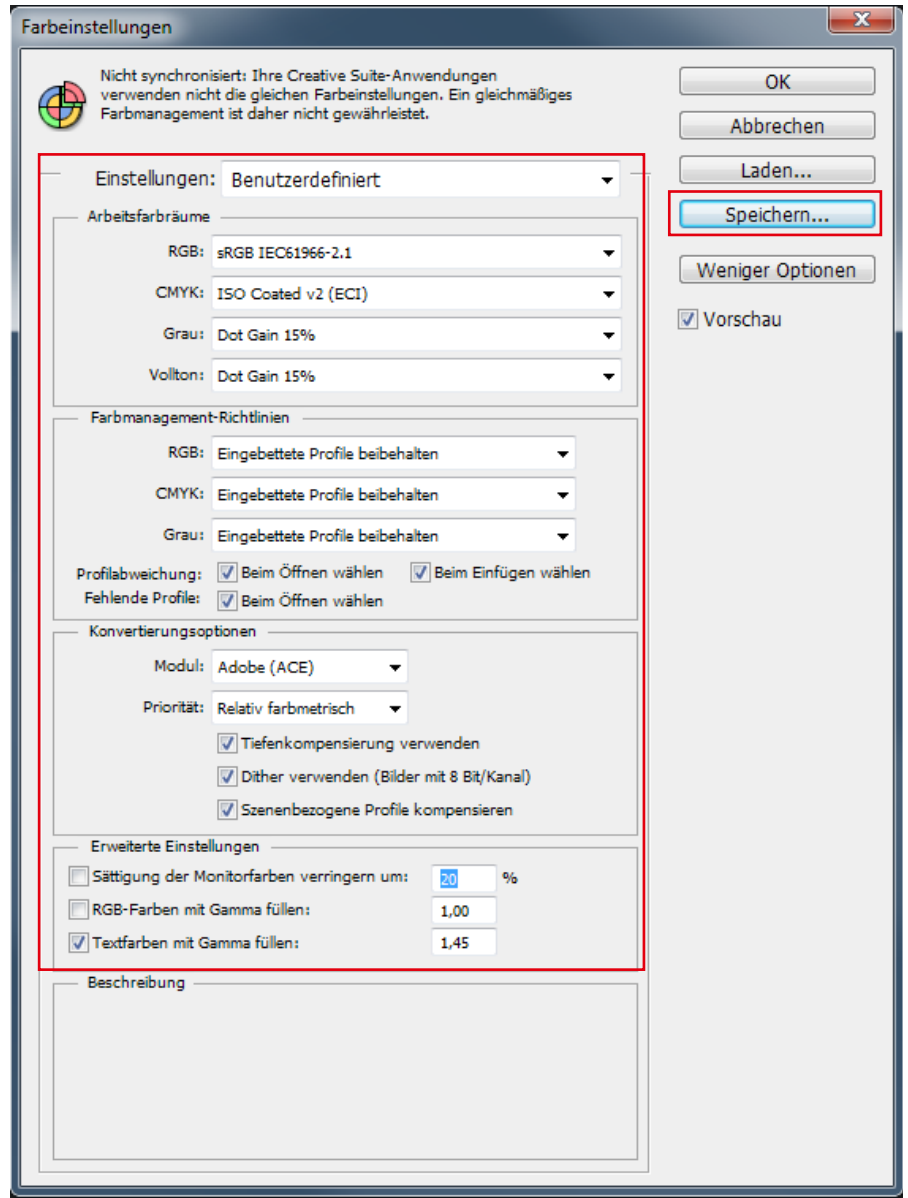 Farbeinstellungen
Nicht synchronisiert: Ihre Creative Suite-Anwendungen
verwenden nicht die gleichen Farbeinstellungen. Ein gleichmäßiges
Farbmanagement ist daher nicht gewährleistet.
OK
Abbrechen
Laden...
Speichern...
Weniger Optionen
Vorschau
Einstellungen: Benutzerdefiniert
Arbeitsfarbräume
RGB: sRGB IEC61966-2.1
CMYK: ISO Coated v2 (ECI)
Grau: Dot Gain 15%
Vollton: Dot Gain 15%
Farbmanagement-Richtlinien
RGB: Eingebettete Profile beibehalten
CMYK: Eingebettete Profile beibehalten
Grau: Eingebettete Profile beibehalten
Profilabweichung: Beim Öffnen wählen Beim Einfügen wählen
Fehlende Profile: Beim Öffnen wählen
Konvertierungsoptionen
Modul: Adobe (ACE)
Priorität: Relativ farbmetrisch
Tiefenkompensierung verwenden
Dither verwenden (Bilder mit 8 Bit/Kanal)
Szenenbezogene Profile kompensieren
Erweiterte Einstellungen
Sättigung der Monitorfarben verringern um: 20 %
RGB-Farben mit Gamma füllen: 1,00
Textfarben mit Gamma füllen: 1,45
Beschreibung